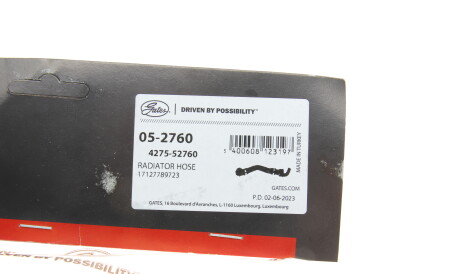 Gates
DRIVEN BY POSSIBILITY™
05-2760
4275-52760
RADIATOR HOSE
17127789723
5 400608 123197
MADE IN TURKEY
GATES.COM
P.D. 02-06-2023
GATES, 16 Boulevard d'Avranches, L-1160 Luxembourg, Luxembourg
DRIVEN BY POSSIBILITY